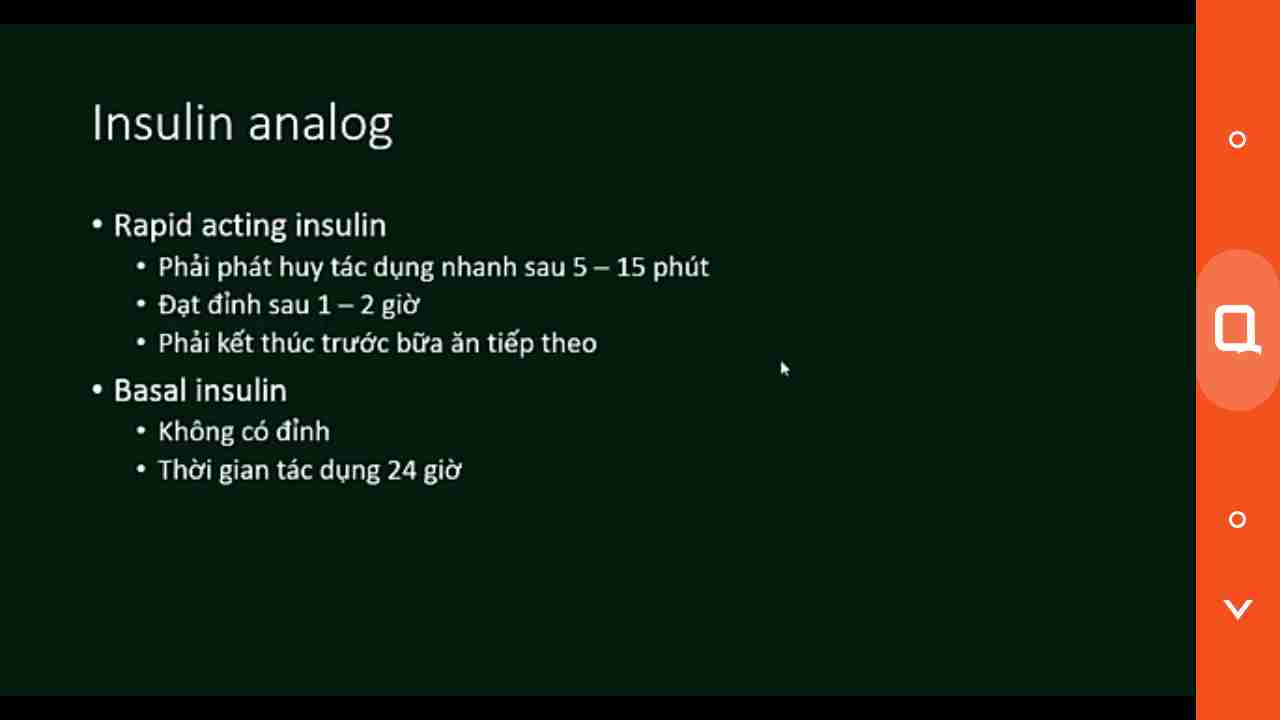 Insulin analog
• Rapid acting insulin
• Phải phát huy tác dụng nhanh sau 5 – 15 phút
• Đạt đỉnh sau 1 – 2 giờ
• Phải kết thúc trước bữa ăn tiếp theo
• Basal insulin
• Không có đỉnh
• Thời gian tác dụng 24 giờ